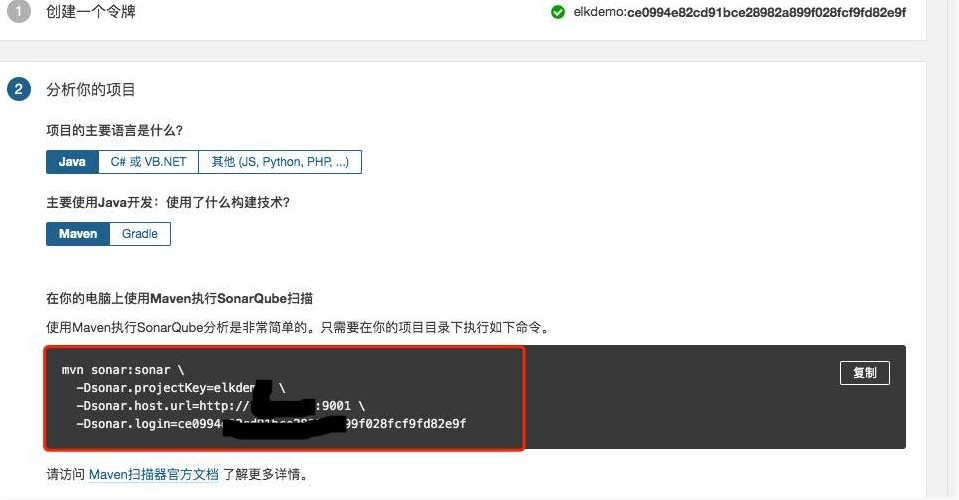 1 创建一个令牌
elkdemo:ce0994e82cd91bce28982a899f028fcf9fd82e9f
2 分析你的项目
项目的主要语言是什么?
Java C# 或 VB.NET 其他 (JS, Python, PHP, ...)
主要使用Java开发：使用了什么构建技术?
Maven Gradle
在你的电脑上使用Maven执行SonarQube扫描
使用Maven执行SonarQube分析是非常简单的。只需要在你的项目目录下执行如下命令。
复制
mvn sonar:sonar \
-Dsonar.projectKey=elkde \
-Dsonar.host.url=http:// :9001 \
-Dsonar.login=ce0994 99f028fcf9fd82e9f
请访问 Maven扫描器官方文档 了解更多详情。